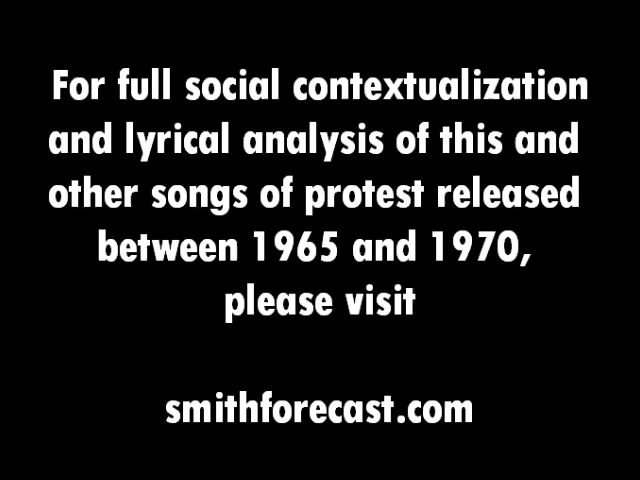 For full social contextualization
and lyrical analysis of this and
other songs of protest released
between 1965 and 1970,
please visit
smithforecast.com